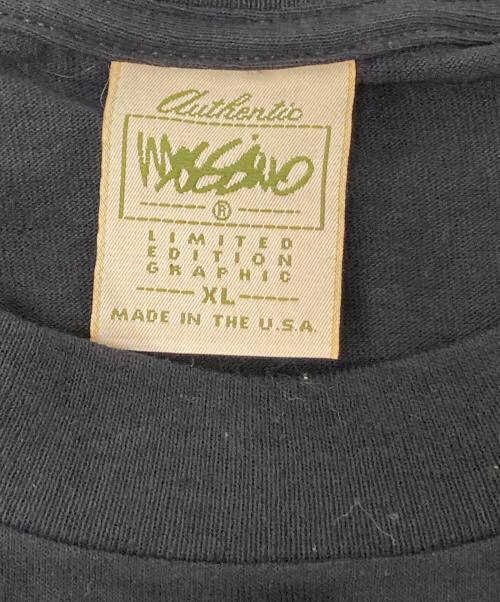 Authentic
Mossimo
®
LIMITED
EDITION
GRAPHIC
XL
MADE IN THE U.S.A.